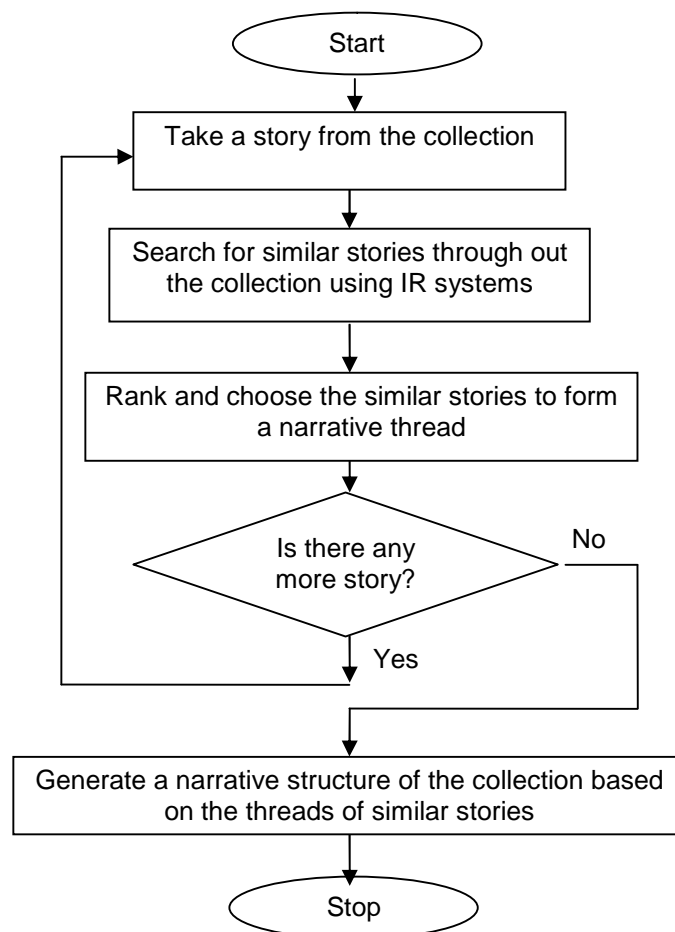 Start
Take a story from the collection
Search for similar stories through out
the collection using IR systems
Rank and choose the similar stories to form
a narrative thread
Is there any
more story?
No
Yes
Generate a narrative structure of the collection based
on the threads of similar stories
Stop